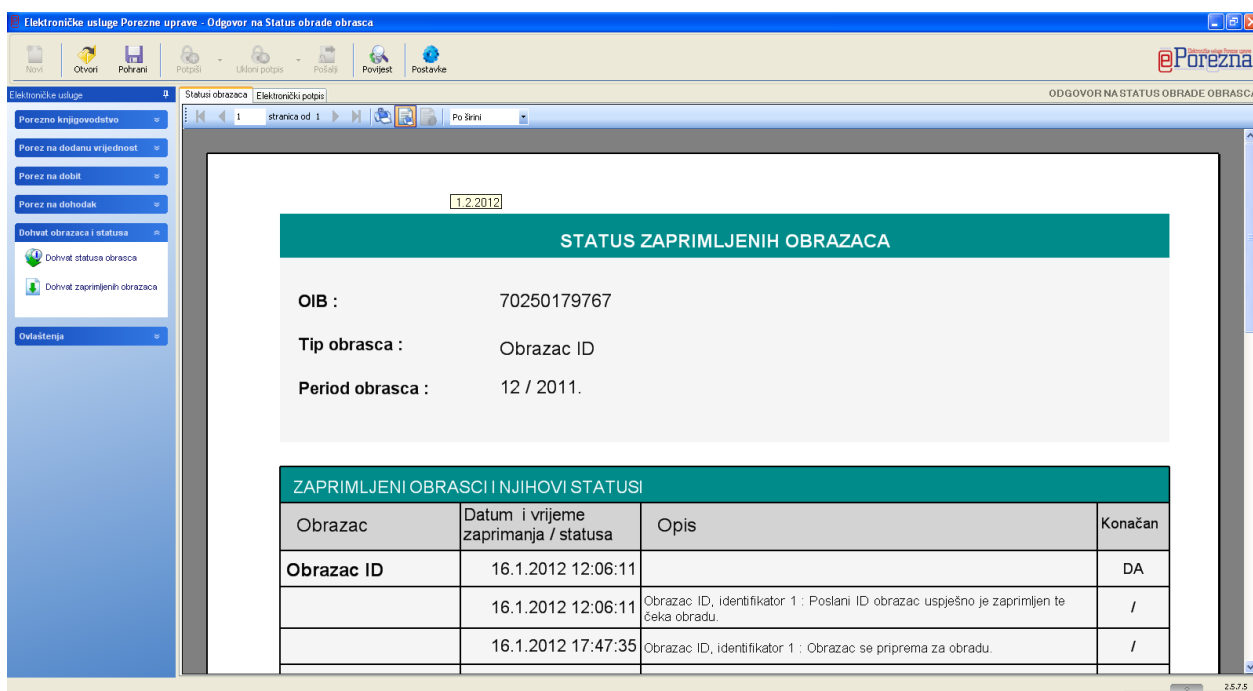 Elektroničke usluge Porezne uprave - Odgovor na Status obrade obrasca
Novi Otvori Pohrani Potpiši Ukloni potpis Pošalji Povijest Postavke
ePorezna
Elektroničke usluge
Statusi obrazaca Elektronički potpis
ODGOVOR NA STATUS OBRADE OBRASCA
1 stranica od 1 Po širini
Porezno knjigovodstvo
Porez na dodanu vrijednost
Porez na dobit
Porez na dohodak
Dohvat obrazaca i statusa
Dohvat statusa obrasca
Dohvat zaprimljenih obrazaca
Ovlaštenja
1.2.2012
STATUS ZAPRIMLJENIH OBRAZACA
OIB : 70250179767
Tip obrasca : Obrazac ID
Period obrasca : 12 / 2011.
ZAPRIMLJENI OBRASCI I NJIHOVI STATUSI
Obrazac
Datum i vrijeme
zaprimanja / statusa
Opis
Konačan
Obrazac ID 16.1.2012 12:06:11 DA
16.1.2012 12:06:11
Obrazac ID, identifikator 1 : Poslani ID obrazac uspješno je zaprimljen te
čeka obradu.
/
16.1.2012 17:47:35 Obrazac ID, identifikator 1 : Obrazac se priprema za obradu. /
2.5.7.5